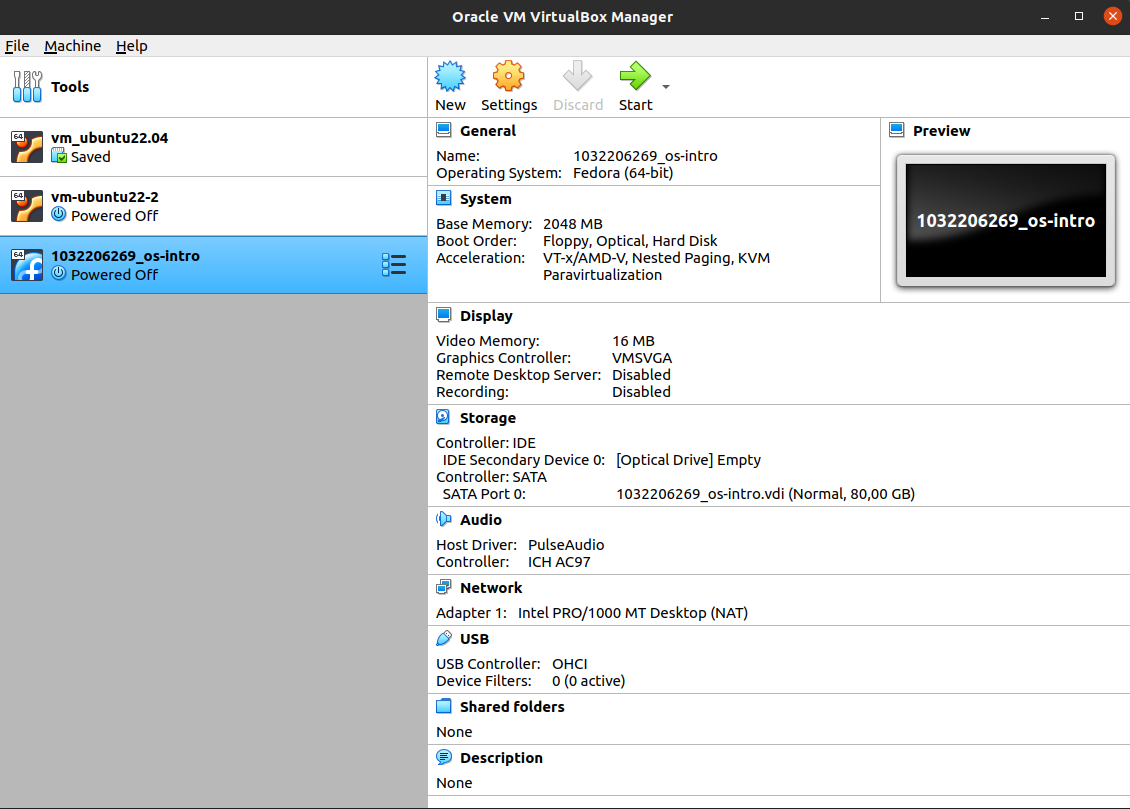 Oracle VM VirtualBox Manager
File Machine Help
Tools
New Settings Discard Start
64
vm_ubuntu22.04
Saved
64
vm-ubuntu22-2
Powered Off
64
1032206269_os-intro
Powered Off
General
Name: 1032206269_os-intro
Operating System: Fedora (64-bit)
Preview
1032206269_os-intro
System
Base Memory: 2048 MB
Boot Order: Floppy, Optical, Hard Disk
Acceleration: VT-x/AMD-V, Nested Paging, KVM
Paravirtualization
Display
Video Memory: 16 MB
Graphics Controller: VMSVGA
Remote Desktop Server: Disabled
Recording: Disabled
Storage
Controller: IDE
IDE Secondary Device 0: [Optical Drive] Empty
Controller: SATA
SATA Port 0: 1032206269_os-intro.vdi (Normal, 80,00 GB)
Audio
Host Driver: PulseAudio
Controller: ICH AC97
Network
Adapter 1: Intel PRO/1000 MT Desktop (NAT)
USB
USB Controller: OHCI
Device Filters: 0 (0 active)
Shared folders
None
Description
None